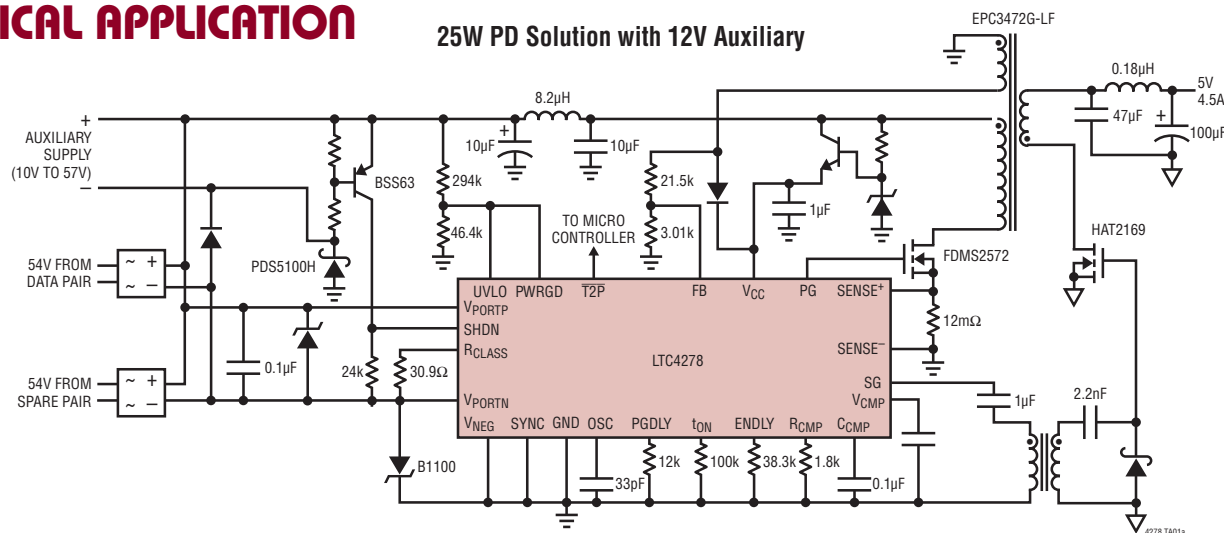 ICAL APPLICATION
25W PD Solution with 12V Auxiliary
EPC3472G-LF
0.18µH
5V
4.5A
47µF
+
100µF
8.2µH
+
AUXILIARY
SUPPLY
(10V TO 57V)
–
BSS63
+
10µF
10µF
294k
46.4k
21.5k
3.01k
1µF
TO MICRO
CONTROLLER
HAT2169
FDMS2572
PDS5100H
54V FROM
DATA PAIR
~ +
~ –
UVLO PWRGD T2P FB VCC PG SENSE+
VPORTP
SHDN
RCLASS
12mΩ
LTC4278
SENSE–
0.1µF
24k
30.9Ω
54V FROM
SPARE PAIR
~ +
~ –
SG
VCMP
1µF
2.2nF
VPORTN
VNEG SYNC GND OSC PGDLY tON ENDLY RCMP CCMP
B1100
33pF
12k
100k
38.3k
1.8k
0.1µF
4278 TA01a